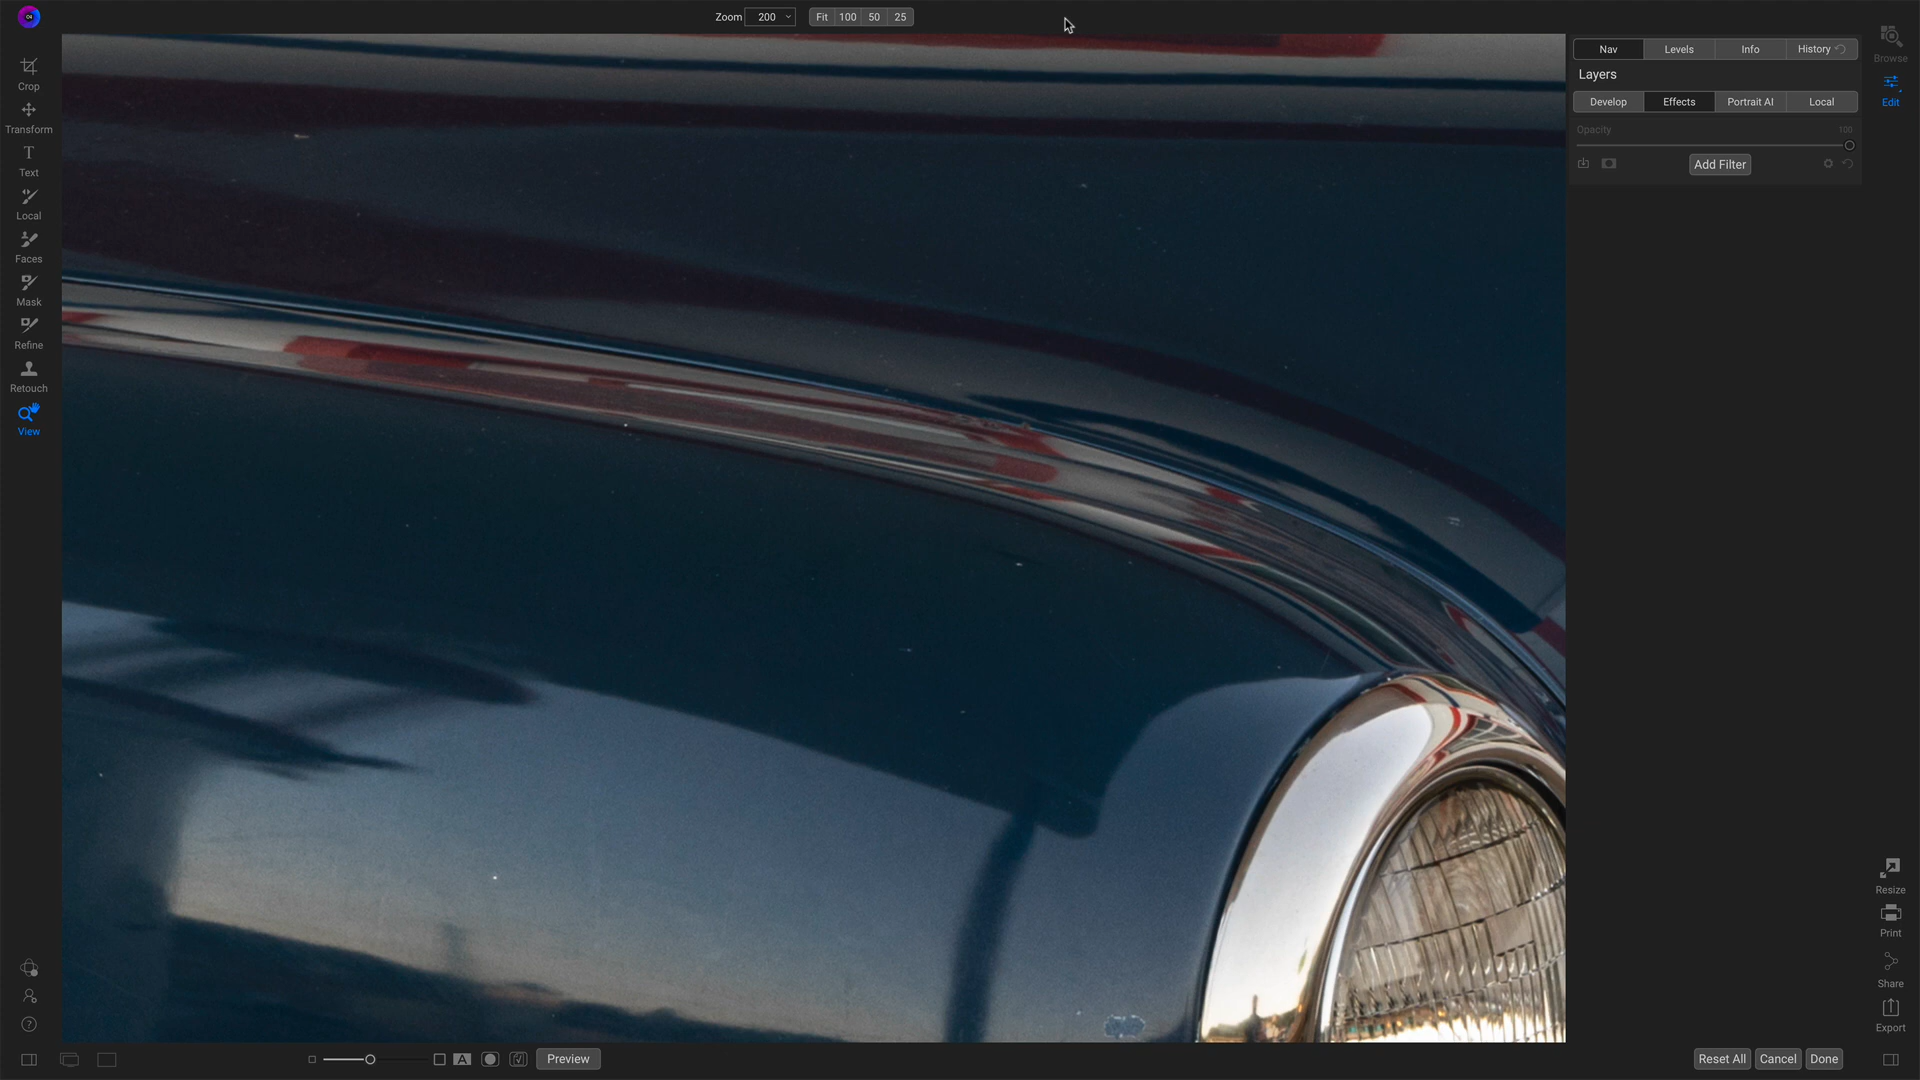 Zoom 200 Fit 100 50 25
Crop
Transform
Text
Local
Faces
Mask
Refine
Retouch
View
Nav Levels Info History
Layers
Develop Effects Portrait AI Local
Opacity 100
Add Filter
Browse
Edit
Resize
Print
Share
Export
A Preview
Reset All Cancel Done